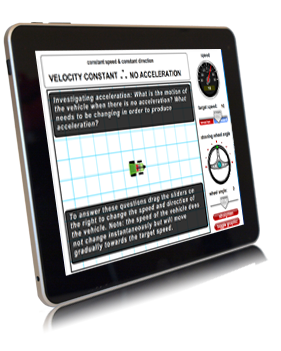 constant speed & constant direction
VELOCITY CONSTANT ∴ NO ACCELERATION
Investigating acceleration: What is the motion of
the vehicle when there is no acceleration? What
needs to be changing in order to produce
acceleration?
To answer these questions drag the sliders on
the right to change the speed and direction of
the vehicle. Note: the speed of the vehicle does
not change instantaneously but will move
gradually towards the target speed.
speed
target speed
steering wheel angle
wheel angle
toggle graphs